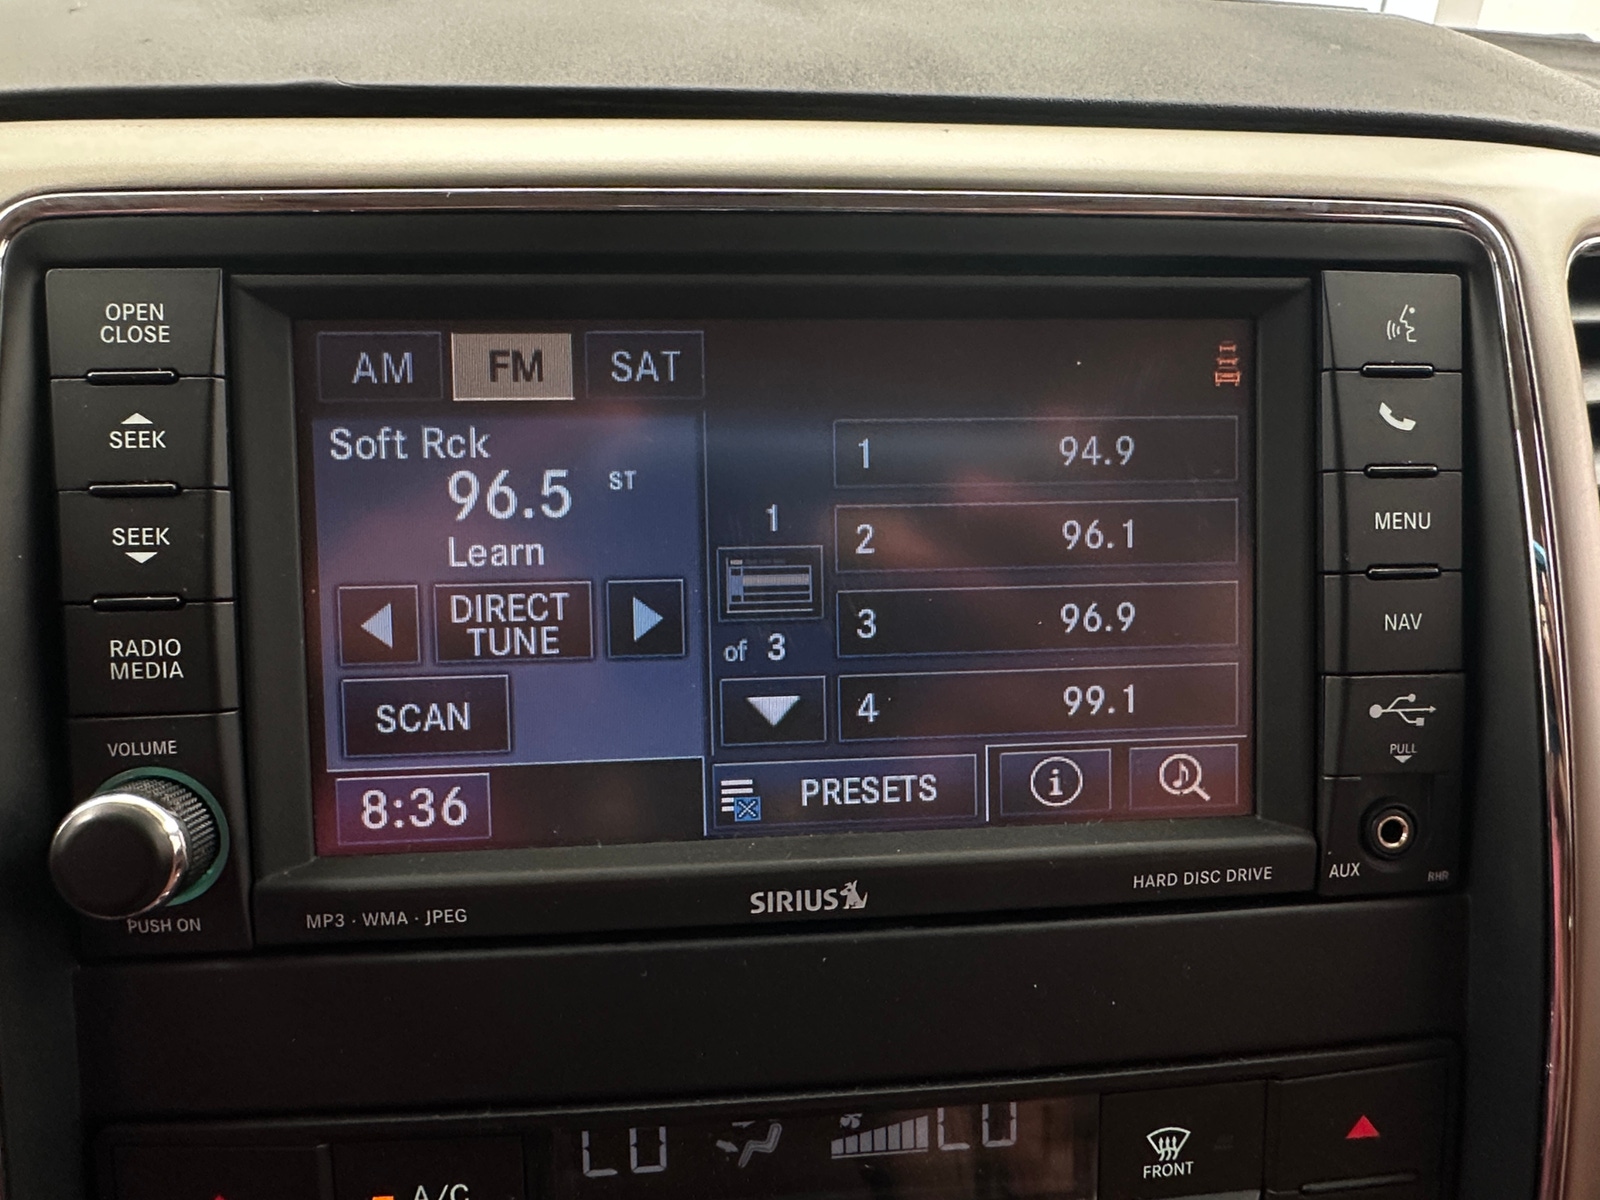 OPEN
CLOSE
SEEK
SEEK
RADIO
MEDIA
VOLUME
PUSH ON
AM FM SAT
Soft Rck
96.5 ST
Learn
DIRECT
TUNE
SCAN
8:36
1
of 3
1 94.9
2 96.1
3 96.9
4 99.1
PRESETS
i
MENU
NAV
PULL
AUX
RHR
MP3 · WMA · JPEG
SIRIUS
HARD DISC DRIVE
LO LO
FRONT
A/C